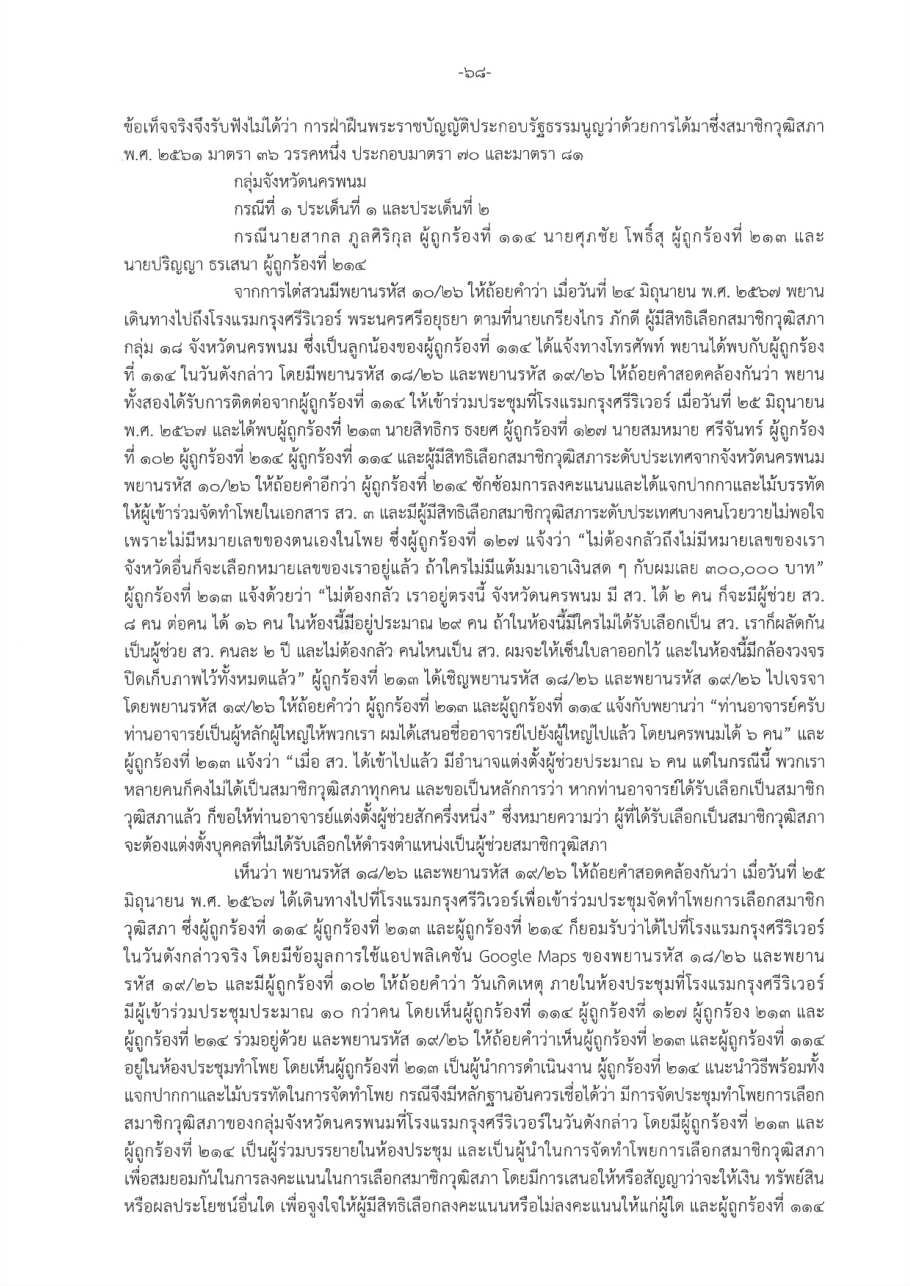 -๖๘-
ข้อเท็จจริงจึงรับฟังไม่ได้ว่า การฝ่าฝืนพระราชบัญญัติประกอบรัฐธรรมนูญว่าด้วยการได้มาซึ่งสมาชิกวุฒิสภา
พ.ศ. ๒๕๖๑ มาตรา ๓๖ วรรคหนึ่ง ประกอบมาตรา ๗๐ และมาตรา ๘๑
กลุ่มจังหวัดนครพนม
กรณีที่ ๑ ประเด็นที่ ๑ และประเด็นที่ ๒
กรณีนายสากล ภูลศิริกุล ผู้ถูกร้องที่ ๑๑๔ นายศุภชัย โพธิ์สุ ผู้ถูกร้องที่ ๒๑๓ และ
นายปริญญา ธรเสนา ผู้ถูกร้องที่ ๒๑๔
จากการไต่สวนมีพยานรหัส ๑๐/๒๖ ให้ถ้อยคำว่า เมื่อวันที่ ๒๔ มิถุนายน พ.ศ. ๒๕๖๗ พยาน
เดินทางไปถึงโรงแรมกรุงศรีริเวอร์ พระนครศรีอยุธยา ตามที่นายเกรียงไกร ภักดี ผู้มีสิทธิเลือกสมาชิกวุฒิสภา
กลุ่ม ๑๘ จังหวัดนครพนม ซึ่งเป็นลูกน้องของผู้ถูกร้องที่ ๑๑๔ ได้แจ้งทางโทรศัพท์ พยานได้พบกับผู้ถูกร้อง
ที่ ๑๑๔ ในวันดังกล่าว โดยมีพยานรหัส ๑๘/๒๖ และพยานรหัส ๑๙/๒๖ ให้ถ้อยคำสอดคล้องกันว่า พยาน
ทั้งสองได้รับการติดต่อจากผู้ถูกร้องที่ ๑๑๔ ให้เข้าร่วมประชุมที่โรงแรมกรุงศรีริเวอร์ เมื่อวันที่ ๒๕ มิถุนายน
พ.ศ. ๒๕๖๗ และได้พบผู้ถูกร้องที่ ๒๑๓ นายสิทธิกร ธงยศ ผู้ถูกร้องที่ ๑๒๗ นายสมหมาย ศรีจันทร์ ผู้ถูกร้อง
ที่ ๑๐๒ ผู้ถูกร้องที่ ๒๑๔ ผู้ถูกร้องที่ ๑๑๔ และผู้มีสิทธิเลือกสมาชิกวุฒิสภาระดับประเทศจากจังหวัดนครพนม
พยานรหัส ๑๐/๒๖ ให้ถ้อยคำอีกว่า ผู้ถูกร้องที่ ๒๑๔ ซักซ้อมการลงคะแนนและได้แจกปากกาและไม้บรรทัด
ให้ผู้เข้าร่วมจัดทำโพยในเอกสาร สว. ๓ และมีผู้มีสิทธิเลือกสมาชิกวุฒิสภาระดับประเทศบางคนโวยวายไม่พอใจ
เพราะไม่มีหมายเลขของตนเองในโพย ซึ่งผู้ถูกร้องที่ ๑๒๗ แจ้งว่า “ไม่ต้องกลัวถึงไม่มีหมายเลขของเรา
จังหวัดอื่นก็จะเลือกหมายเลขของเราอยู่แล้ว ถ้าใครไม่มีแต้มมาเอาเงินสด ๆ กับผมเลย ๓๐๐,๐๐๐ บาท”
ผู้ถูกร้องที่ ๒๑๓ แจ้งด้วยว่า “ไม่ต้องกลัว เราอยู่ตรงนี้ จังหวัดนครพนม มี สว. ได้ ๒ คน ก็จะมีผู้ช่วย สว.
๘ คน ต่อคน ได้ ๑๖ คน ในห้องนี้มีอยู่ประมาณ ๒๙ คน ถ้าในห้องนี้มีใครไม่ได้รับเลือกเป็น สว. เราก็ผลัดกัน
เป็นผู้ช่วย สว. คนละ ๒ ปี และไม่ต้องกลัว คนไหนเป็น สว. ผมจะให้เซ็นใบลาออกไว้ และในห้องนี้มีกล้องวงจร
ปิดเก็บภาพไว้ทั้งหมดแล้ว” ผู้ถูกร้องที่ ๒๑๓ ได้เชิญพยานรหัส ๑๘/๒๖ และพยานรหัส ๑๙/๒๖ ไปเจรจา
โดยพยานรหัส ๑๙/๒๖ ให้ถ้อยคำว่า ผู้ถูกร้องที่ ๒๑๓ และผู้ถูกร้องที่ ๑๑๔ แจ้งกับพยานว่า “ท่านอาจารย์ครับ
ท่านอาจารย์เป็นผู้หลักผู้ใหญ่ให้พวกเรา ผมได้เสนอชื่ออาจารย์ไปยังผู้ใหญ่ไปแล้ว โดยนครพนมได้ ๖ คน” และ
ผู้ถูกร้องที่ ๒๑๓ แจ้งว่า “เมื่อ สว. ได้เข้าไปแล้ว มีอำนาจแต่งตั้งผู้ช่วยประมาณ ๖ คน แต่ในกรณีนี้ พวกเรา
หลายคนก็คงไม่ได้เป็นสมาชิกวุฒิสภาทุกคน และขอเป็นหลักการว่า หากท่านอาจารย์ได้รับเลือกเป็นสมาชิก
วุฒิสภาแล้ว ก็ขอให้ท่านอาจารย์แต่งตั้งผู้ช่วยสักครึ่งหนึ่ง” ซึ่งหมายความว่า ผู้ที่ได้รับเลือกเป็นสมาชิกวุฒิสภา
จะต้องแต่งตั้งบุคคลที่ไม่ได้รับเลือกให้ดำรงตำแหน่งเป็นผู้ช่วยสมาชิกวุฒิสภา
เห็นว่า พยานรหัส ๑๘/๒๖ และพยานรหัส ๑๙/๒๖ ให้ถ้อยคำสอดคล้องกันว่า เมื่อวันที่ ๒๕
มิถุนายน พ.ศ. ๒๕๖๗ ได้เดินทางไปที่โรงแรมกรุงศรีวิเวอร์เพื่อเข้าร่วมประชุมจัดทำโพยการเลือกสมาชิก
วุฒิสภา ซึ่งผู้ถูกร้องที่ ๑๑๔ ผู้ถูกร้องที่ ๒๑๓ และผู้ถูกร้องที่ ๒๑๔ ก็ยอมรับว่าได้ไปที่โรงแรมกรุงศรีริเวอร์
ในวันดังกล่าวจริง โดยมีข้อมูลการใช้แอปพลิเคชัน Google Maps ของพยานรหัส ๑๘/๒๖ และพยาน
รหัส ๑๙/๒๖ และมีผู้ถูกร้องที่ ๑๐๒ ให้ถ้อยคำว่า วันเกิดเหตุ ภายในห้องประชุมที่โรงแรมกรุงศรีริเวอร์
มีผู้เข้าร่วมประชุมประมาณ ๑๐ กว่าคน โดยเห็นผู้ถูกร้องที่ ๑๑๔ ผู้ถูกร้องที่ ๑๒๗ ผู้ถูกร้อง ๒๑๓ และ
ผู้ถูกร้องที่ ๒๑๔ ร่วมอยู่ด้วย และพยานรหัส ๑๙/๒๖ ให้ถ้อยคำว่าเห็นผู้ถูกร้องที่ ๒๑๓ และผู้ถูกร้องที่ ๑๑๔
อยู่ในห้องประชุมทำโพย โดยเห็นผู้ถูกร้องที่ ๒๑๓ เป็นผู้นำการดำเนินงาน ผู้ถูกร้องที่ ๒๑๔ แนะนำวิธีพร้อมทั้ง
แจกปากกาและไม้บรรทัดในการจัดทำโพย กรณีจึงมีหลักฐานอันควรเชื่อได้ว่า มีการจัดประชุมทำโพยการเลือก
สมาชิกวุฒิสภาของกลุ่มจังหวัดนครพนมที่โรงแรมกรุงศรีริเวอร์ในวันดังกล่าว โดยมีผู้ถูกร้องที่ ๒๑๓ และ
ผู้ถูกร้องที่ ๒๑๔ เป็นผู้ร่วมบรรยายในห้องประชุม และเป็นผู้นำในการจัดทำโพยการเลือกสมาชิกวุฒิสภา
เพื่อสมยอมกันในการลงคะแนนในการเลือกสมาชิกวุฒิสภา โดยมีการเสนอให้หรือสัญญาว่าจะให้เงิน ทรัพย์สิน
หรือผลประโยชน์อื่นใด เพื่อจูงใจให้ผู้มีสิทธิเลือกลงคะแนนหรือไม่ลงคะแนนให้แก่ผู้ใด และผู้ถูกร้องที่ ๑๑๔